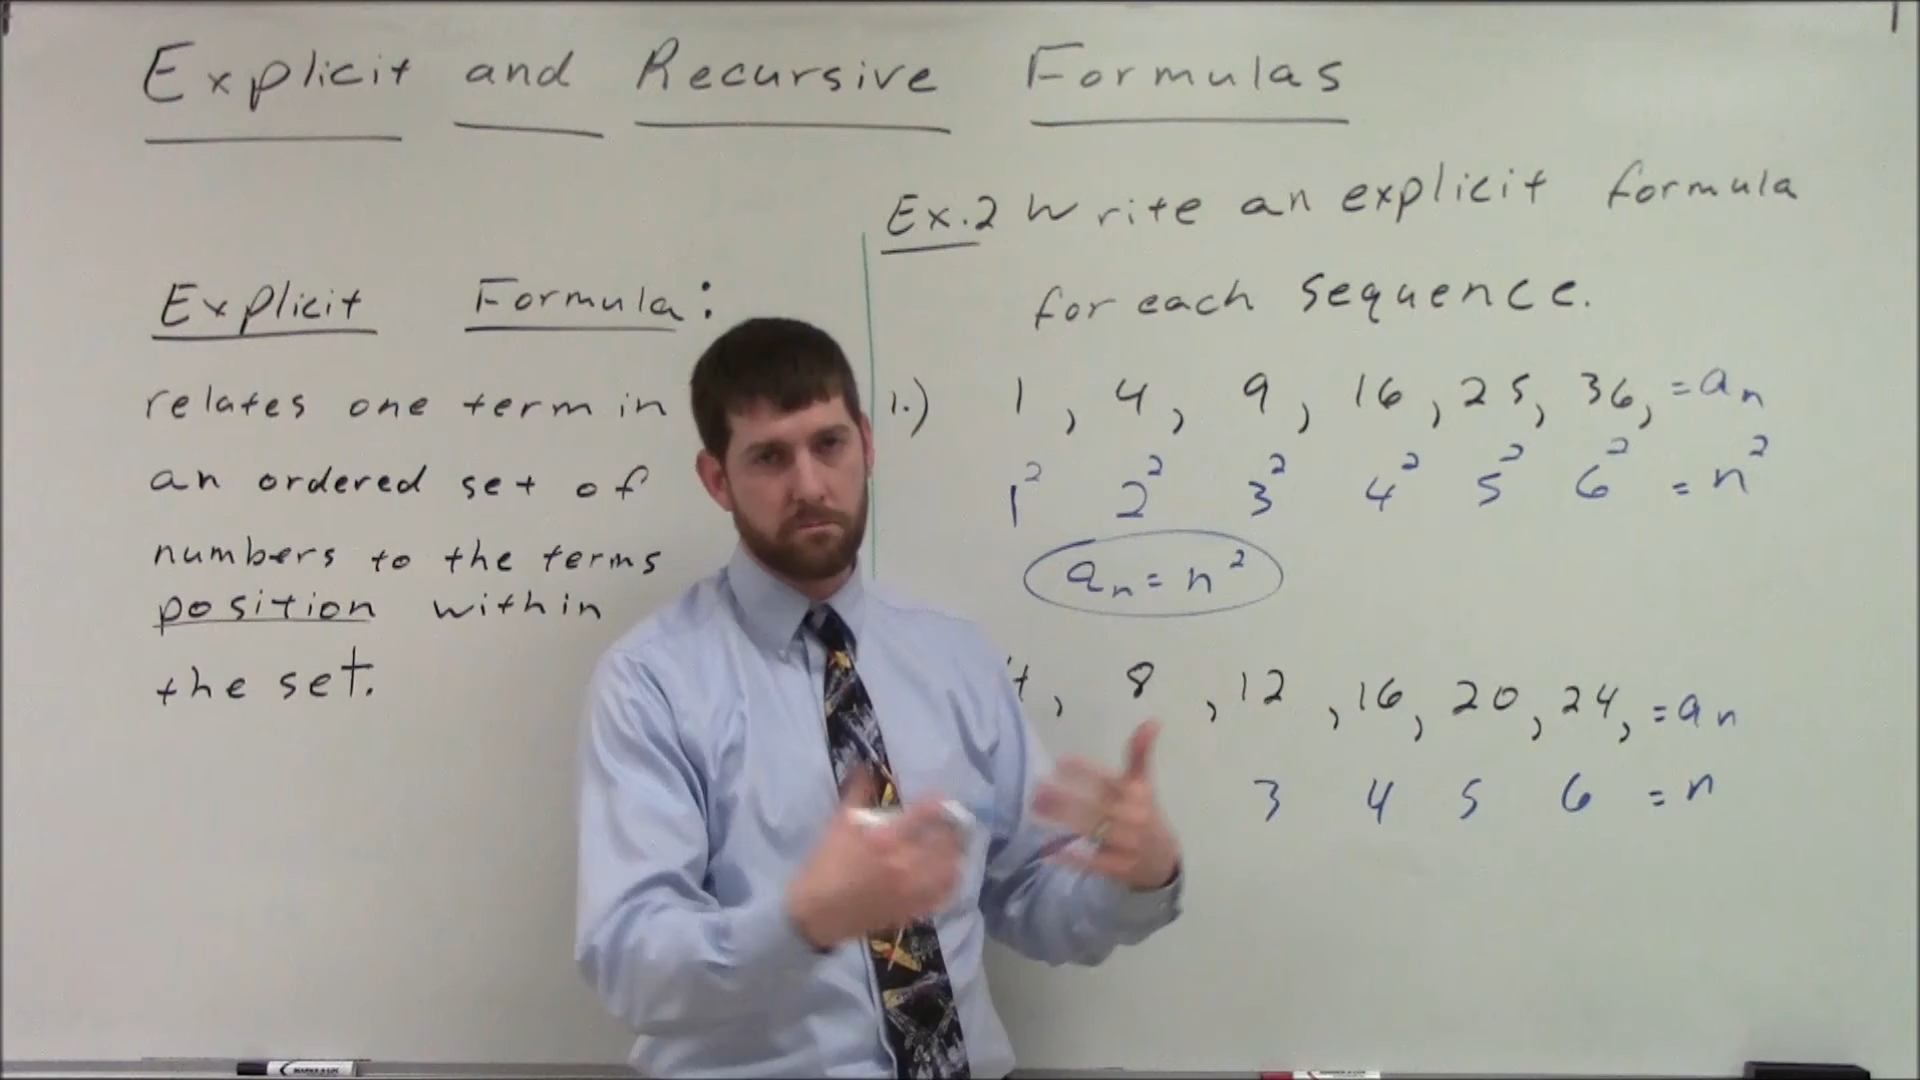 Explicit and Recursive Formulas
Explicit Formula:
relates one term in
an ordered set of
numbers to the terms
position within
the set.
Ex.2 Write an explicit formula
for each sequence.
1.) 1, 4, 9, 16, 25, 36, = aₙ
1² 2² 3² 4² 5² 6² = n²
aₙ = n²
8, 12, 16, 20, 24, = aₙ
3 4 5 6 = n